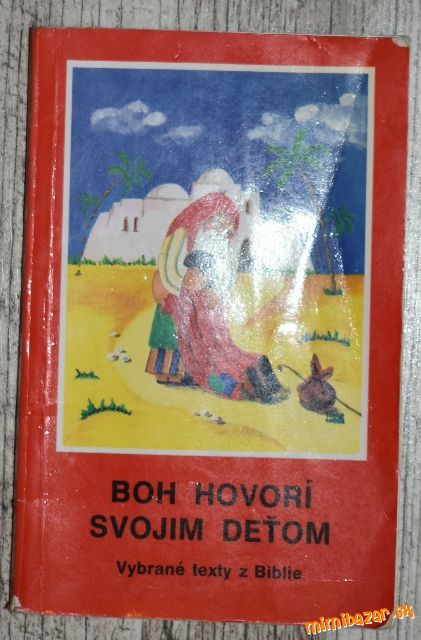 BOH HOVORÍ
SVOJIM DEŤOM
Vybrané texty z Biblie
mimibazar.sk